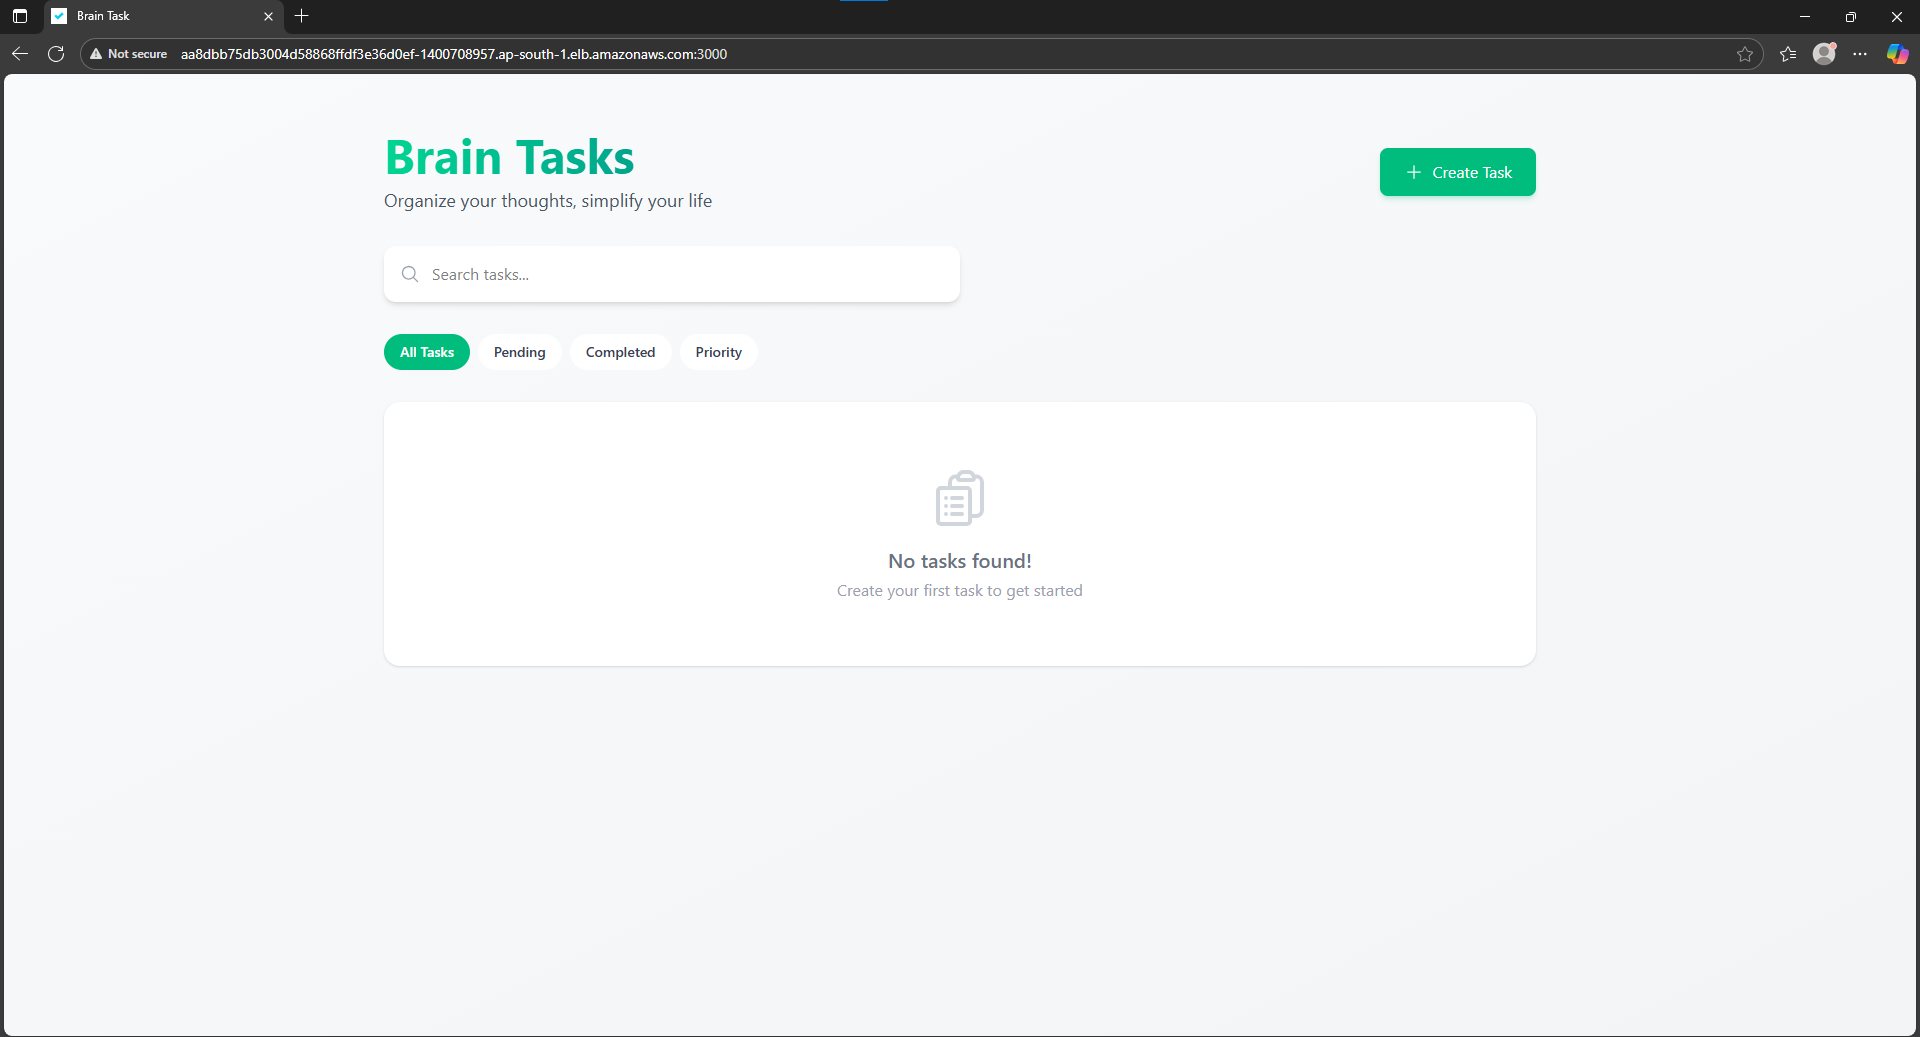 Brain Task
Not secure
aa8dbb75db3004d58868ffdf3e36d0ef-1400708957.ap-south-1.elb.amazonaws.com:3000
Brain Tasks
Organize your thoughts, simplify your life
Create Task
Search tasks...
All Tasks
Pending
Completed
Priority
No tasks found!
Create your first task to get started